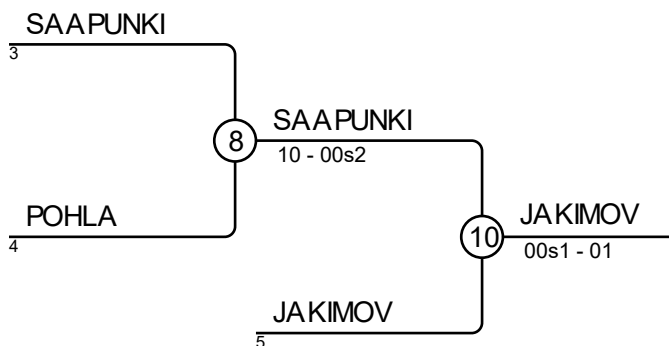 SAAPUNKI
3
8
SAAPUNKI
10 - 00s2
POHLA
4
10
JAKIMOV
00s1 - 01
JAKIMOV
5